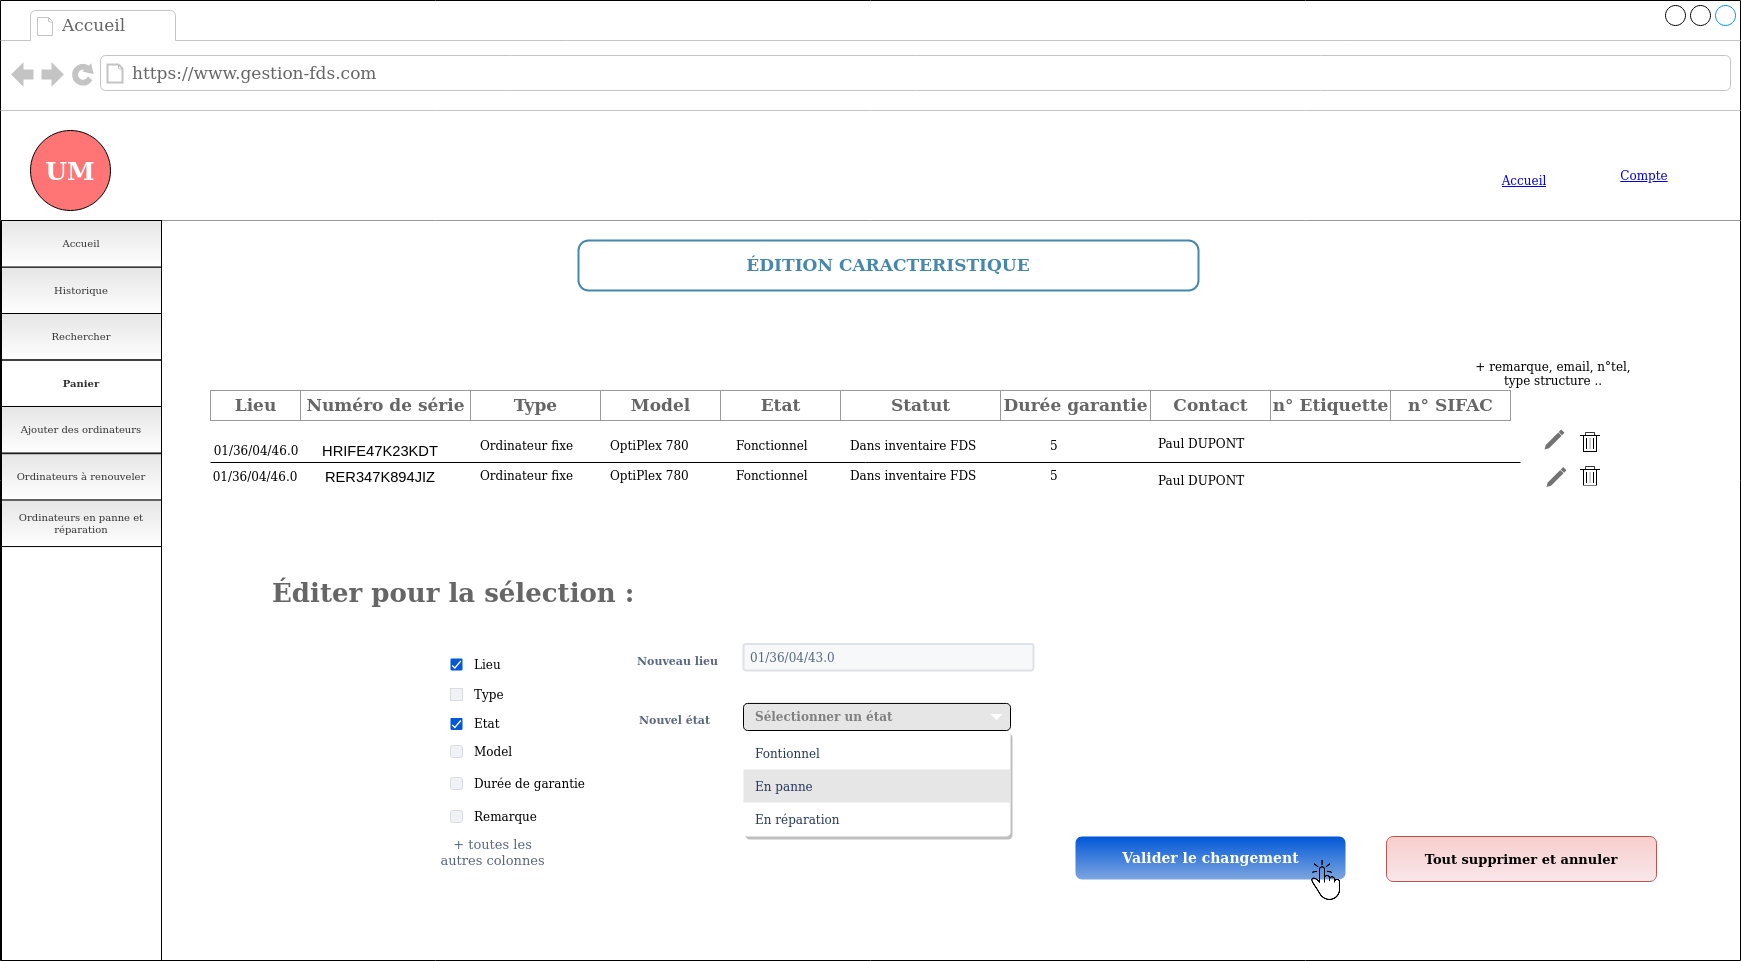 Accueil
https://www.gestion-fds.com
UM
Accueil
Compte
Accueil
Historique
Rechercher
Panier
Ajouter des ordinateurs
Ordinateurs à renouveler
Ordinateurs en panne et
réparation
ÉDITION CARACTERISTIQUE
+ remarque, email, n°tel,
type structure ..
Lieu Numéro de série Type Model Etat Statut Durée garantie Contact n° Etiquette n° SIFAC
01/36/04/46.0 HRIFE47K23KDT Ordinateur fixe OptiPlex 780 Fonctionnel Dans inventaire FDS 5 Paul DUPONT
01/36/04/46.0 RER347K894JIZ Ordinateur fixe OptiPlex 780 Fonctionnel Dans inventaire FDS 5 Paul DUPONT
Éditer pour la sélection :
Lieu
Type
Etat
Model
Durée de garantie
Remarque
+ toutes les
autres colonnes
Nouveau lieu 01/36/04/43.0
Nouvel état Sélectionner un état
Fontionnel
En panne
En réparation
Valider le changement
Tout supprimer et annuler